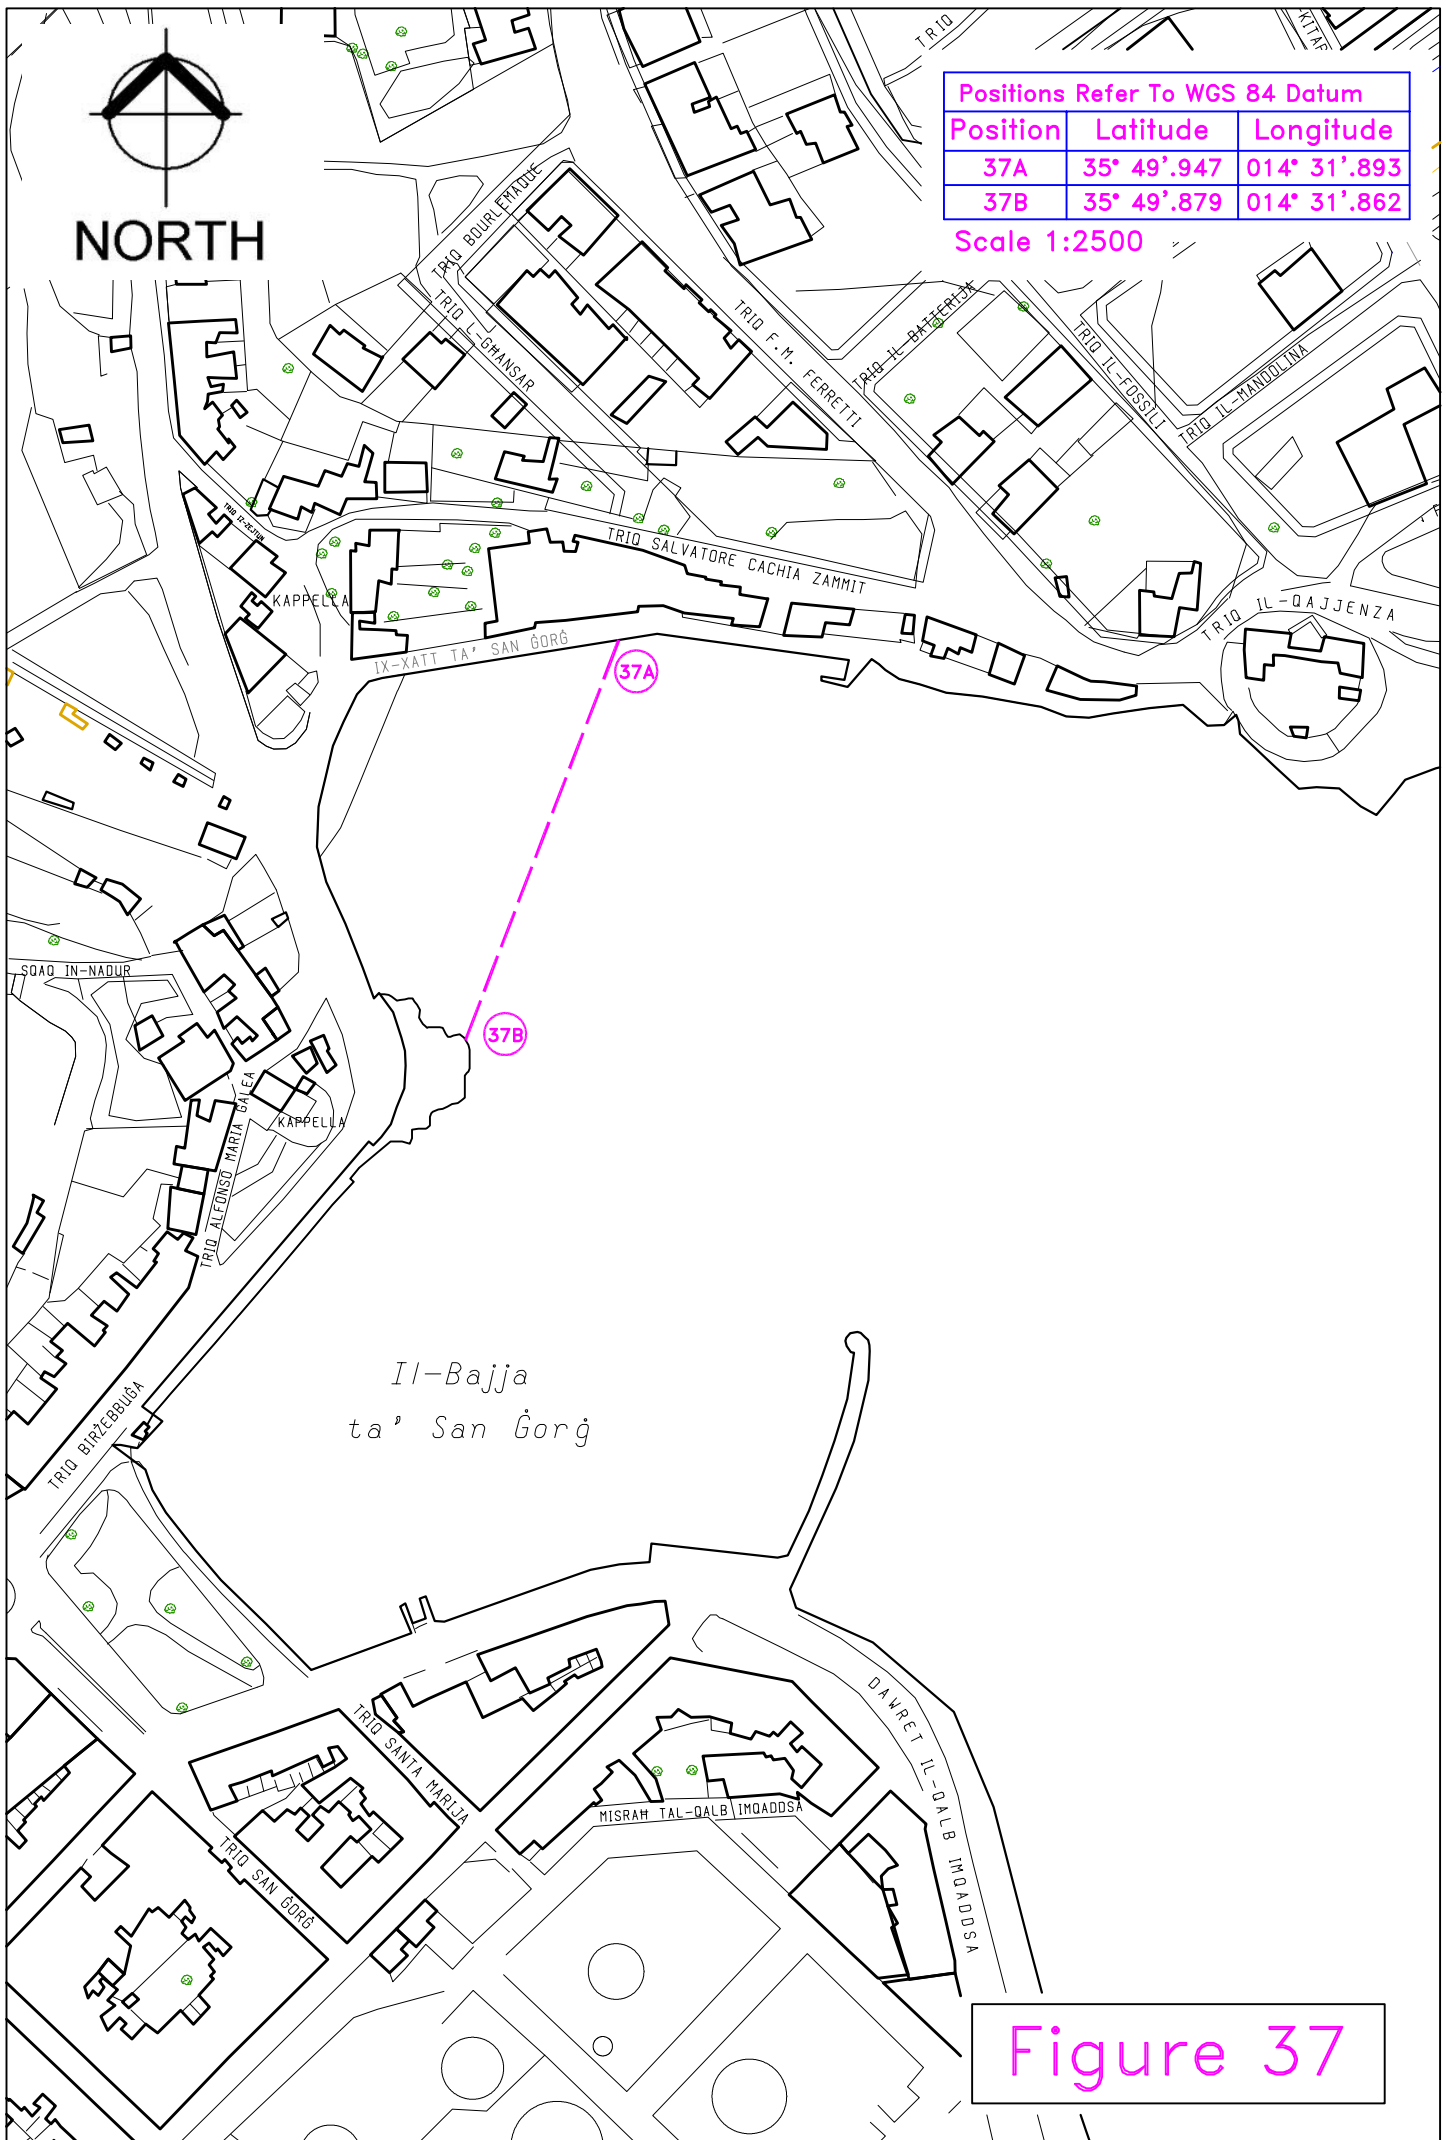 NORTH
TRIQ
Positions Refer To WGS 84 Datum
Position Latitude Longitude
37A 35° 49'.947 014° 31'.893
37B 35° 49'.879 014° 31'.862
Scale 1:2500
TRIQ BOURLEMAQUE
TRIQ L-GĦANSAR
TRIQ F.M. FERRETTI
TRIQ IL-BATTERIJA
TRIQ IL-FOSSILI
TRIQ IL-MANDOLINA
TRIQ IŻ-ŻEJTUN
TRIQ SALVATORE CACHIA ZAMMIT
KAPPELLA
TRIQ IL-QAJJENZA
IX-XATT TA' SAN ĠORĠ
37A
SQAQ IN-NADUR
37B
KAPPELLA
TRIQ ALFONSO MARIA GALEA
Il-Bajja
ta' San Ġorġ
TRIQ BIRŻEBBUĠA
DAWRET IL-QALB IMQADDSA
TRIQ SANTA MARIJA
MISRAĦ TAL-QALB IMQADDSA
TRIQ SAN ĠORĠ
Figure 37